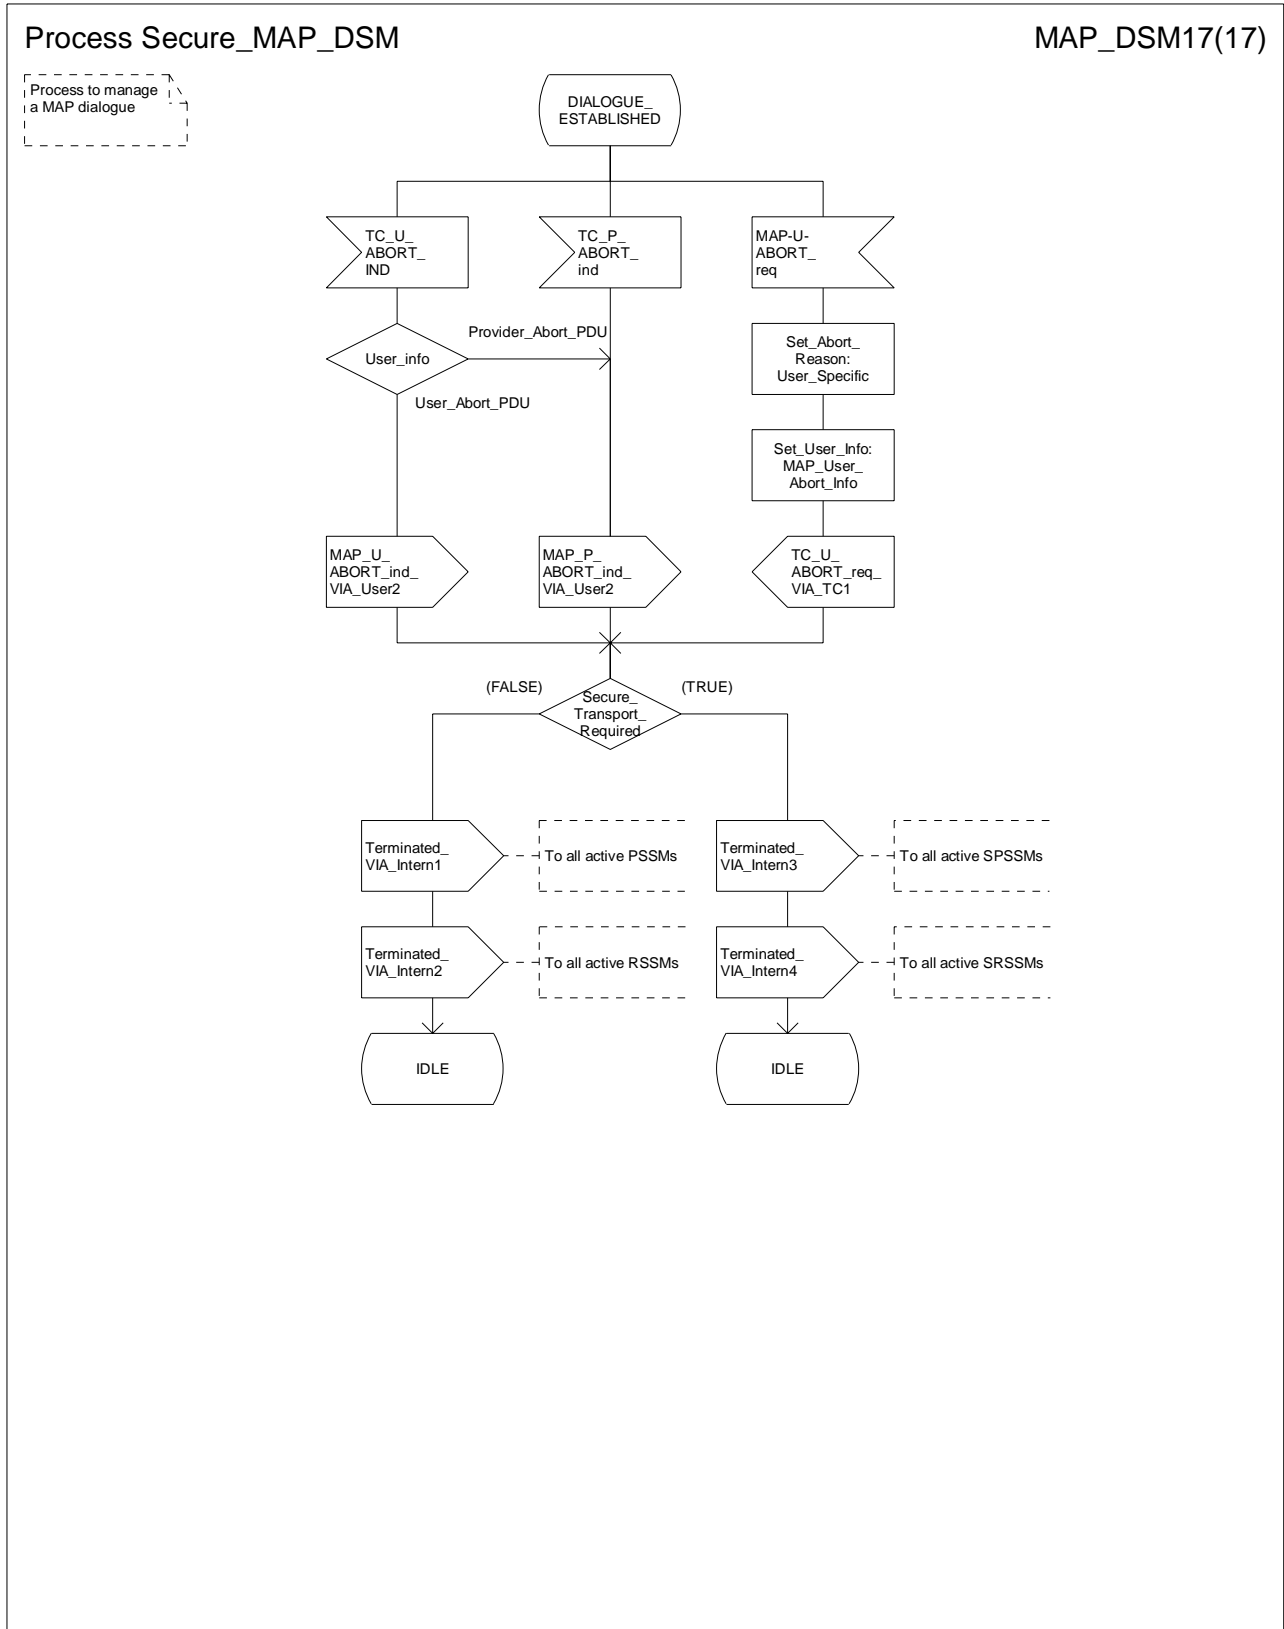 Process Secure_MAP_DSM
MAP_DSM17(17)
Process to manage
a MAP dialogue
DIALOGUE_
ESTABLISHED
TC_U_
ABORT_
IND
TC_P_
ABORT_
ind
MAP-U-
ABORT_
req
User_info
Provider_Abort_PDU
User_Abort_PDU
Set_Abort_
Reason:
User_Specific
Set_User_Info:
MAP_User_
Abort_Info
MAP_U_
ABORT_ind_
VIA_User2
MAP_P_
ABORT_ind_
VIA_User2
TC_U_
ABORT_req_
VIA_TC1
(FALSE)
(TRUE)
Secure_
Transport_
Required
Terminated_
VIA_Intern1
To all active PSSMs
Terminated_
VIA_Intern3
To all active SPSSMs
Terminated_
VIA_Intern2
To all active RSSMs
Terminated_
VIA_Intern4
To all active SRSSMs
IDLE
IDLE